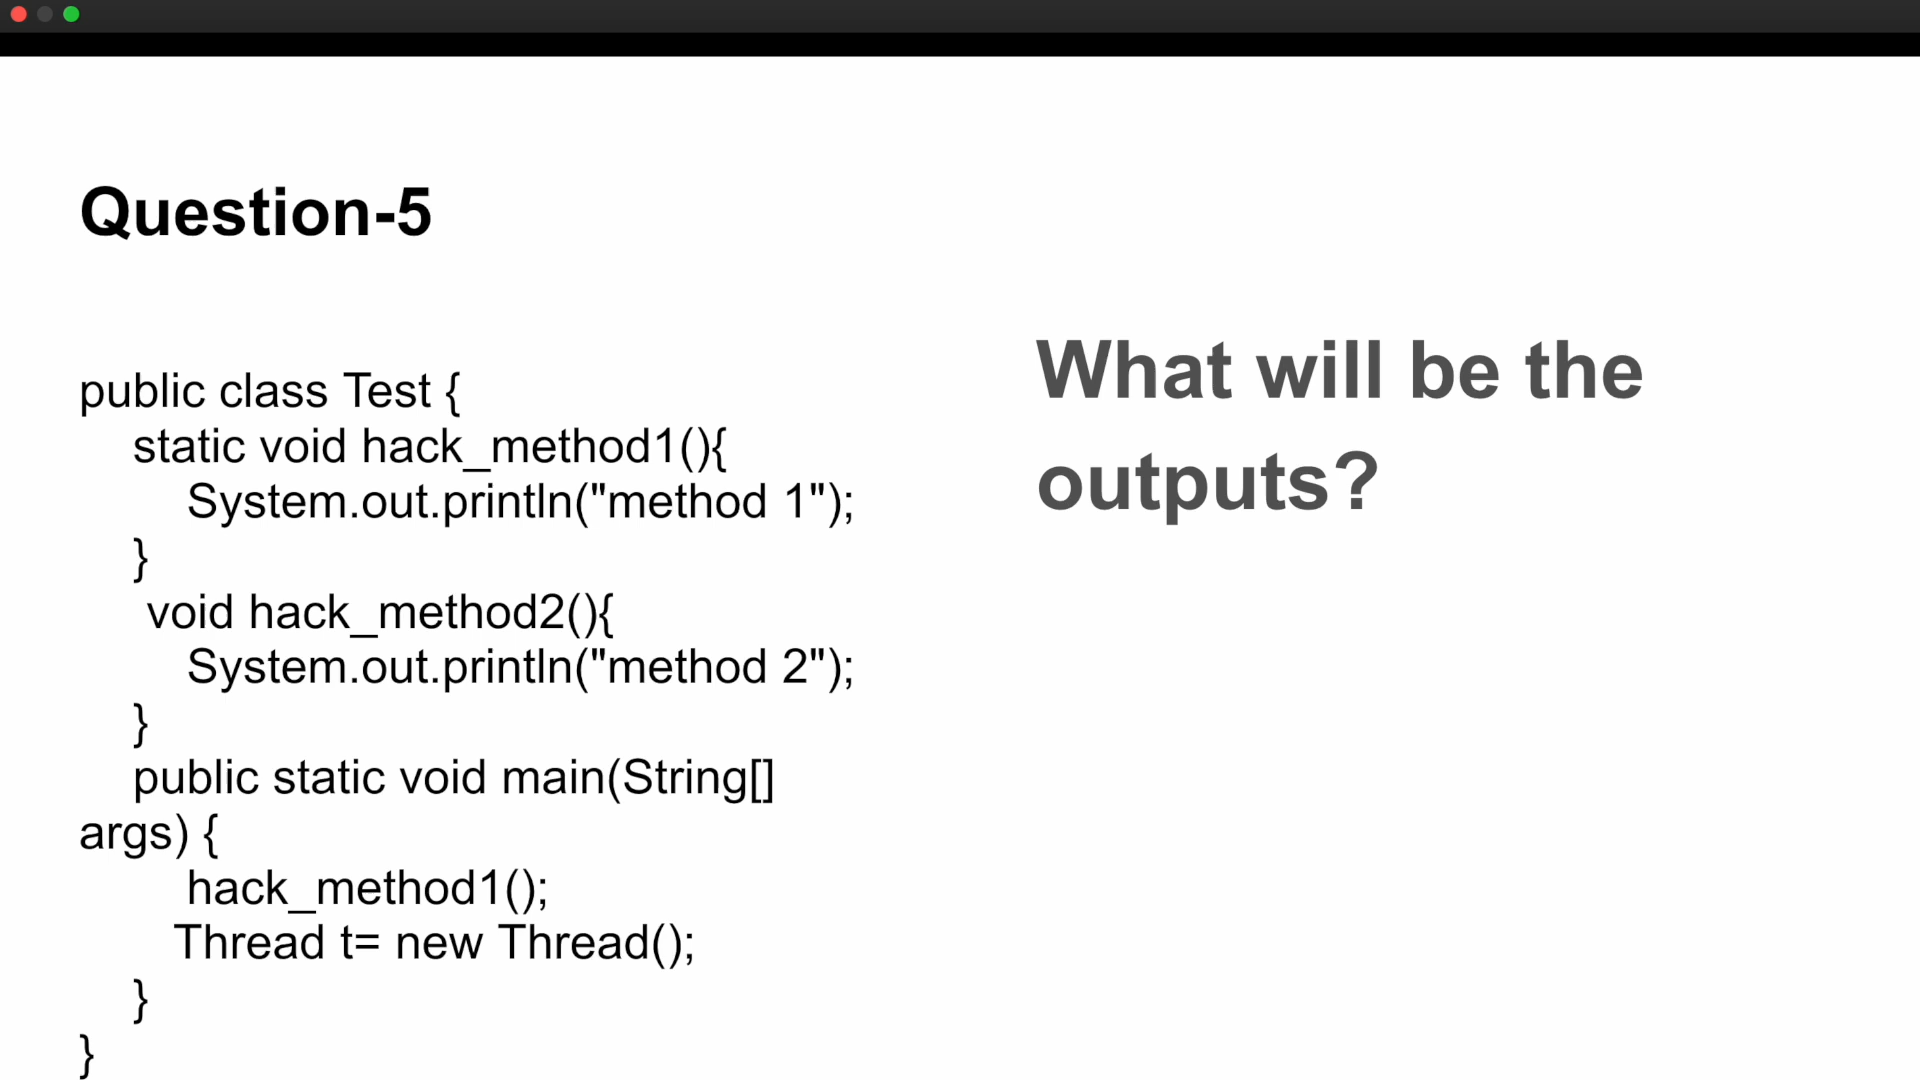 Question-5
public class Test {
static void hack_method1(){
System.out.println("method 1");
}
void hack_method2(){
System.out.println("method 2");
}
public static void main(String[]
args) {
hack_method1();
Thread t= new Thread();
}
}
What will be the
outputs?